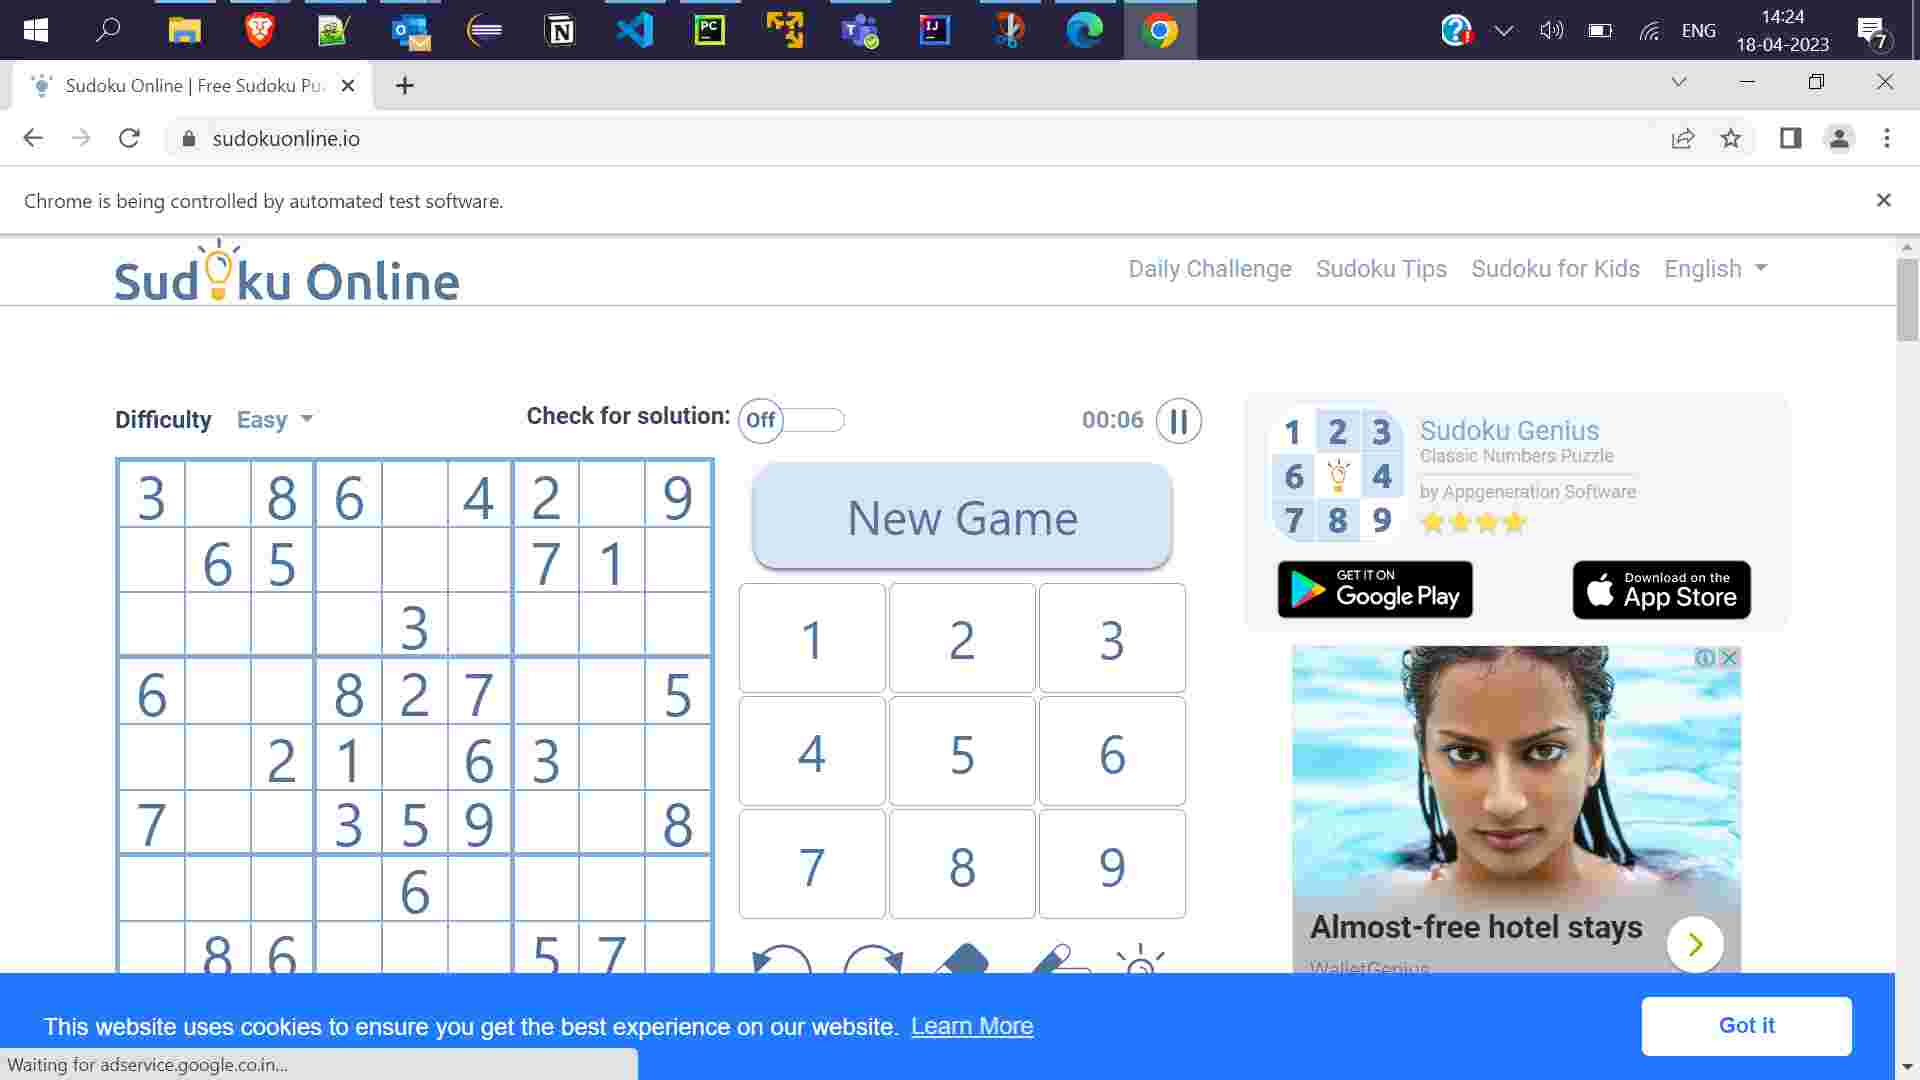 ENG
14:24
18-04-2023
7
Sudoku Online | Free Sudoku Pu
sudokuonline.io
Chrome is being controlled by automated test software.
Sudoku Online
Daily Challenge Sudoku Tips Sudoku for Kids English
Difficulty Easy
Check for solution: Off
00:06
3 8 6 4 2 9
6 5 7 1
3
6 8 2 7 5
2 1 6 3
7 3 5 9 8
6
8 6 5 7
New Game
1 2 3
4 5 6
7 8 9
1 2 3
6 4
7 8 9
Sudoku Genius
Classic Numbers Puzzle
by Appgeneration Software
GET IT ON
Google Play
Download on the
App Store
Almost-free hotel stays
WalletGenius
This website uses cookies to ensure you get the best experience on our website. Learn More
Got it
Waiting for adservice.google.co.in...